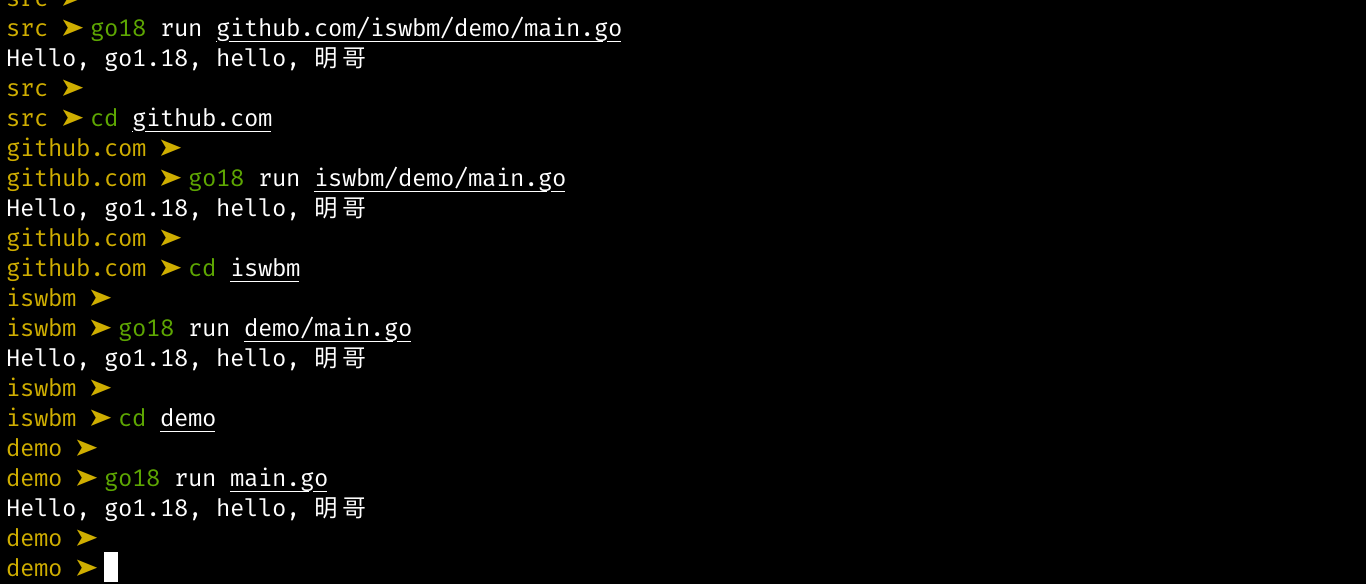 src ➤
src ➤ go18 run github.com/iswbm/demo/main.go
Hello, go1.18, hello, 明哥
src ➤
src ➤ cd github.com
github.com ➤
github.com ➤ go18 run iswbm/demo/main.go
Hello, go1.18, hello, 明哥
github.com ➤
github.com ➤ cd iswbm
iswbm ➤
iswbm ➤ go18 run demo/main.go
Hello, go1.18, hello, 明哥
iswbm ➤
iswbm ➤ cd demo
demo ➤
demo ➤ go18 run main.go
Hello, go1.18, hello, 明哥
demo ➤
demo ➤